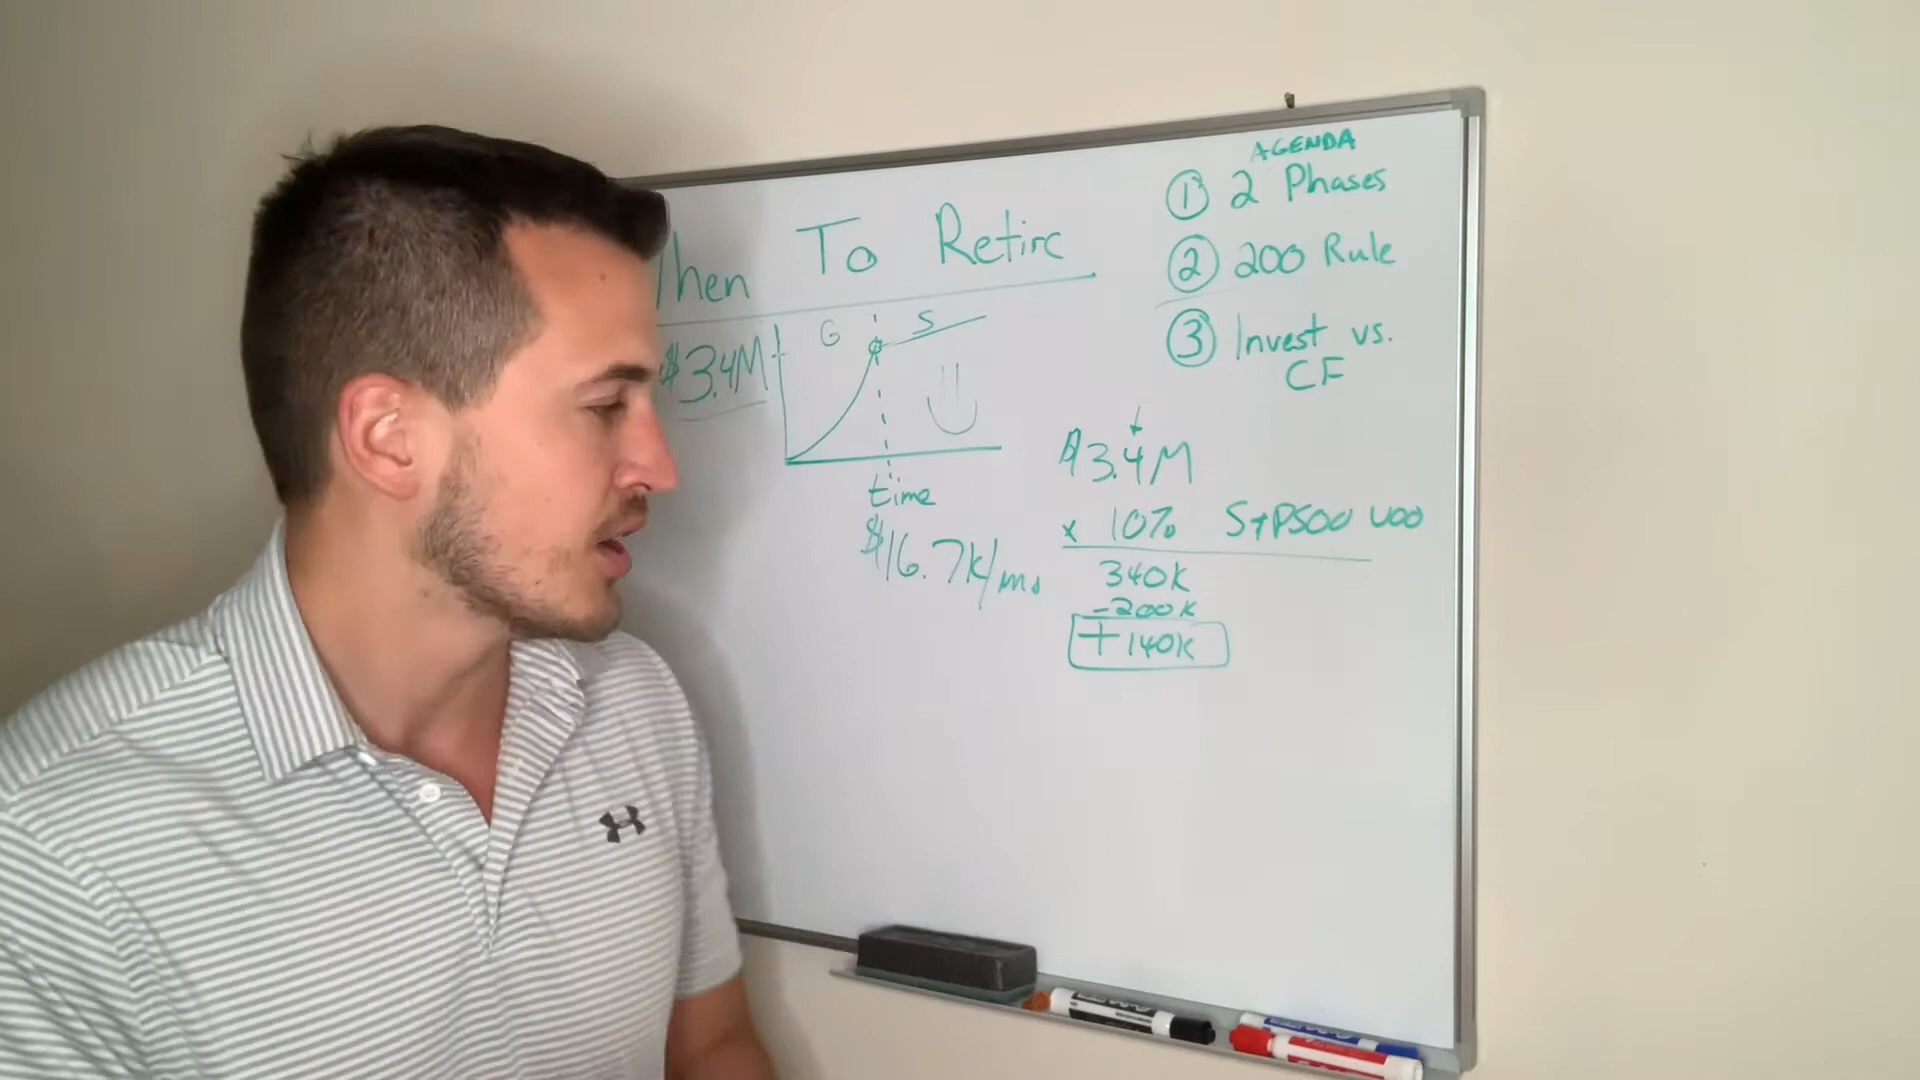 When To Retire
$3.4M
G
S
time
$16.7k/mo
AGENDA
① 2 Phases
② 200 Rule
③ Invest vs.
CF
$3.4M
x 10% S+P500 VOO
340k
-200k
+140k